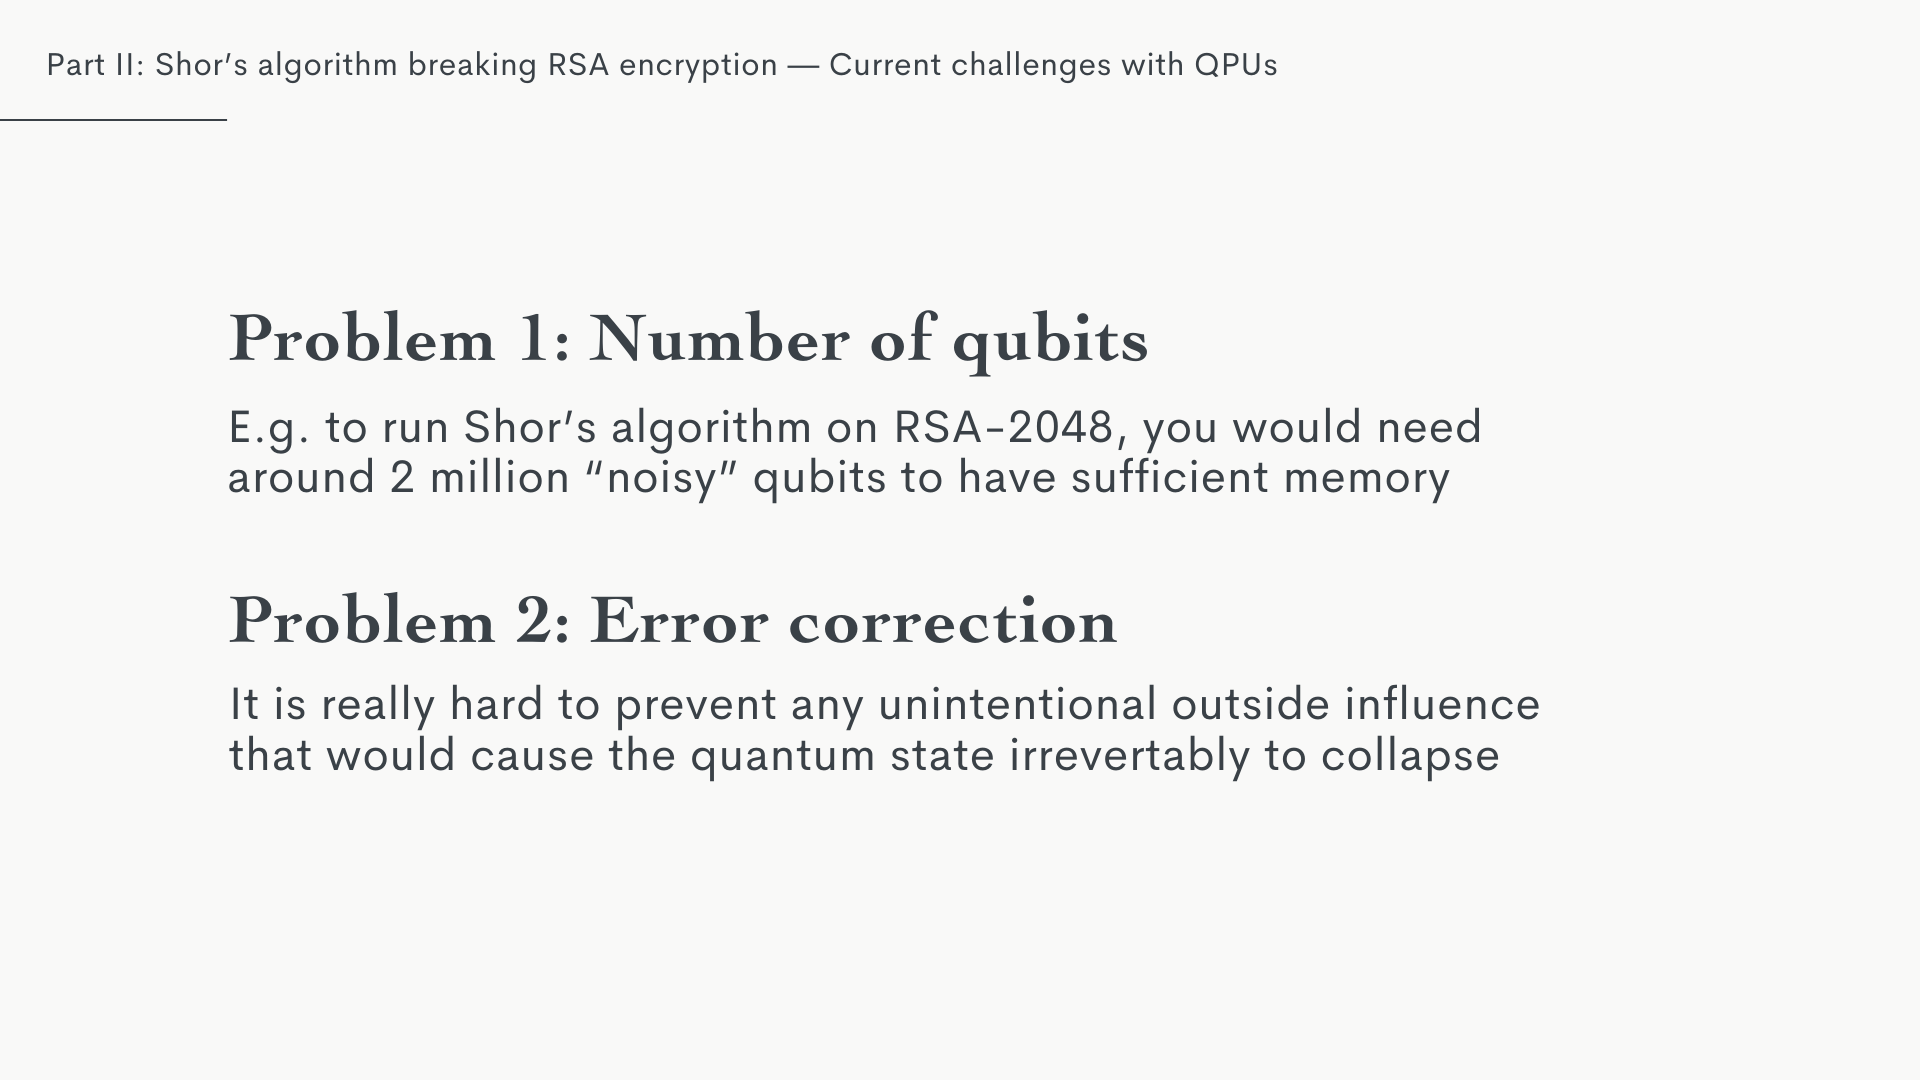 Part II: Shor’s algorithm breaking RSA encryption — Current challenges with QPUs
Problem 1: Number of qubits
E.g. to run Shor’s algorithm on RSA-2048, you would need
around 2 million “noisy” qubits to have sufficient memory
Problem 2: Error correction
It is really hard to prevent any unintentional outside influence
that would cause the quantum state irrevertably to collapse